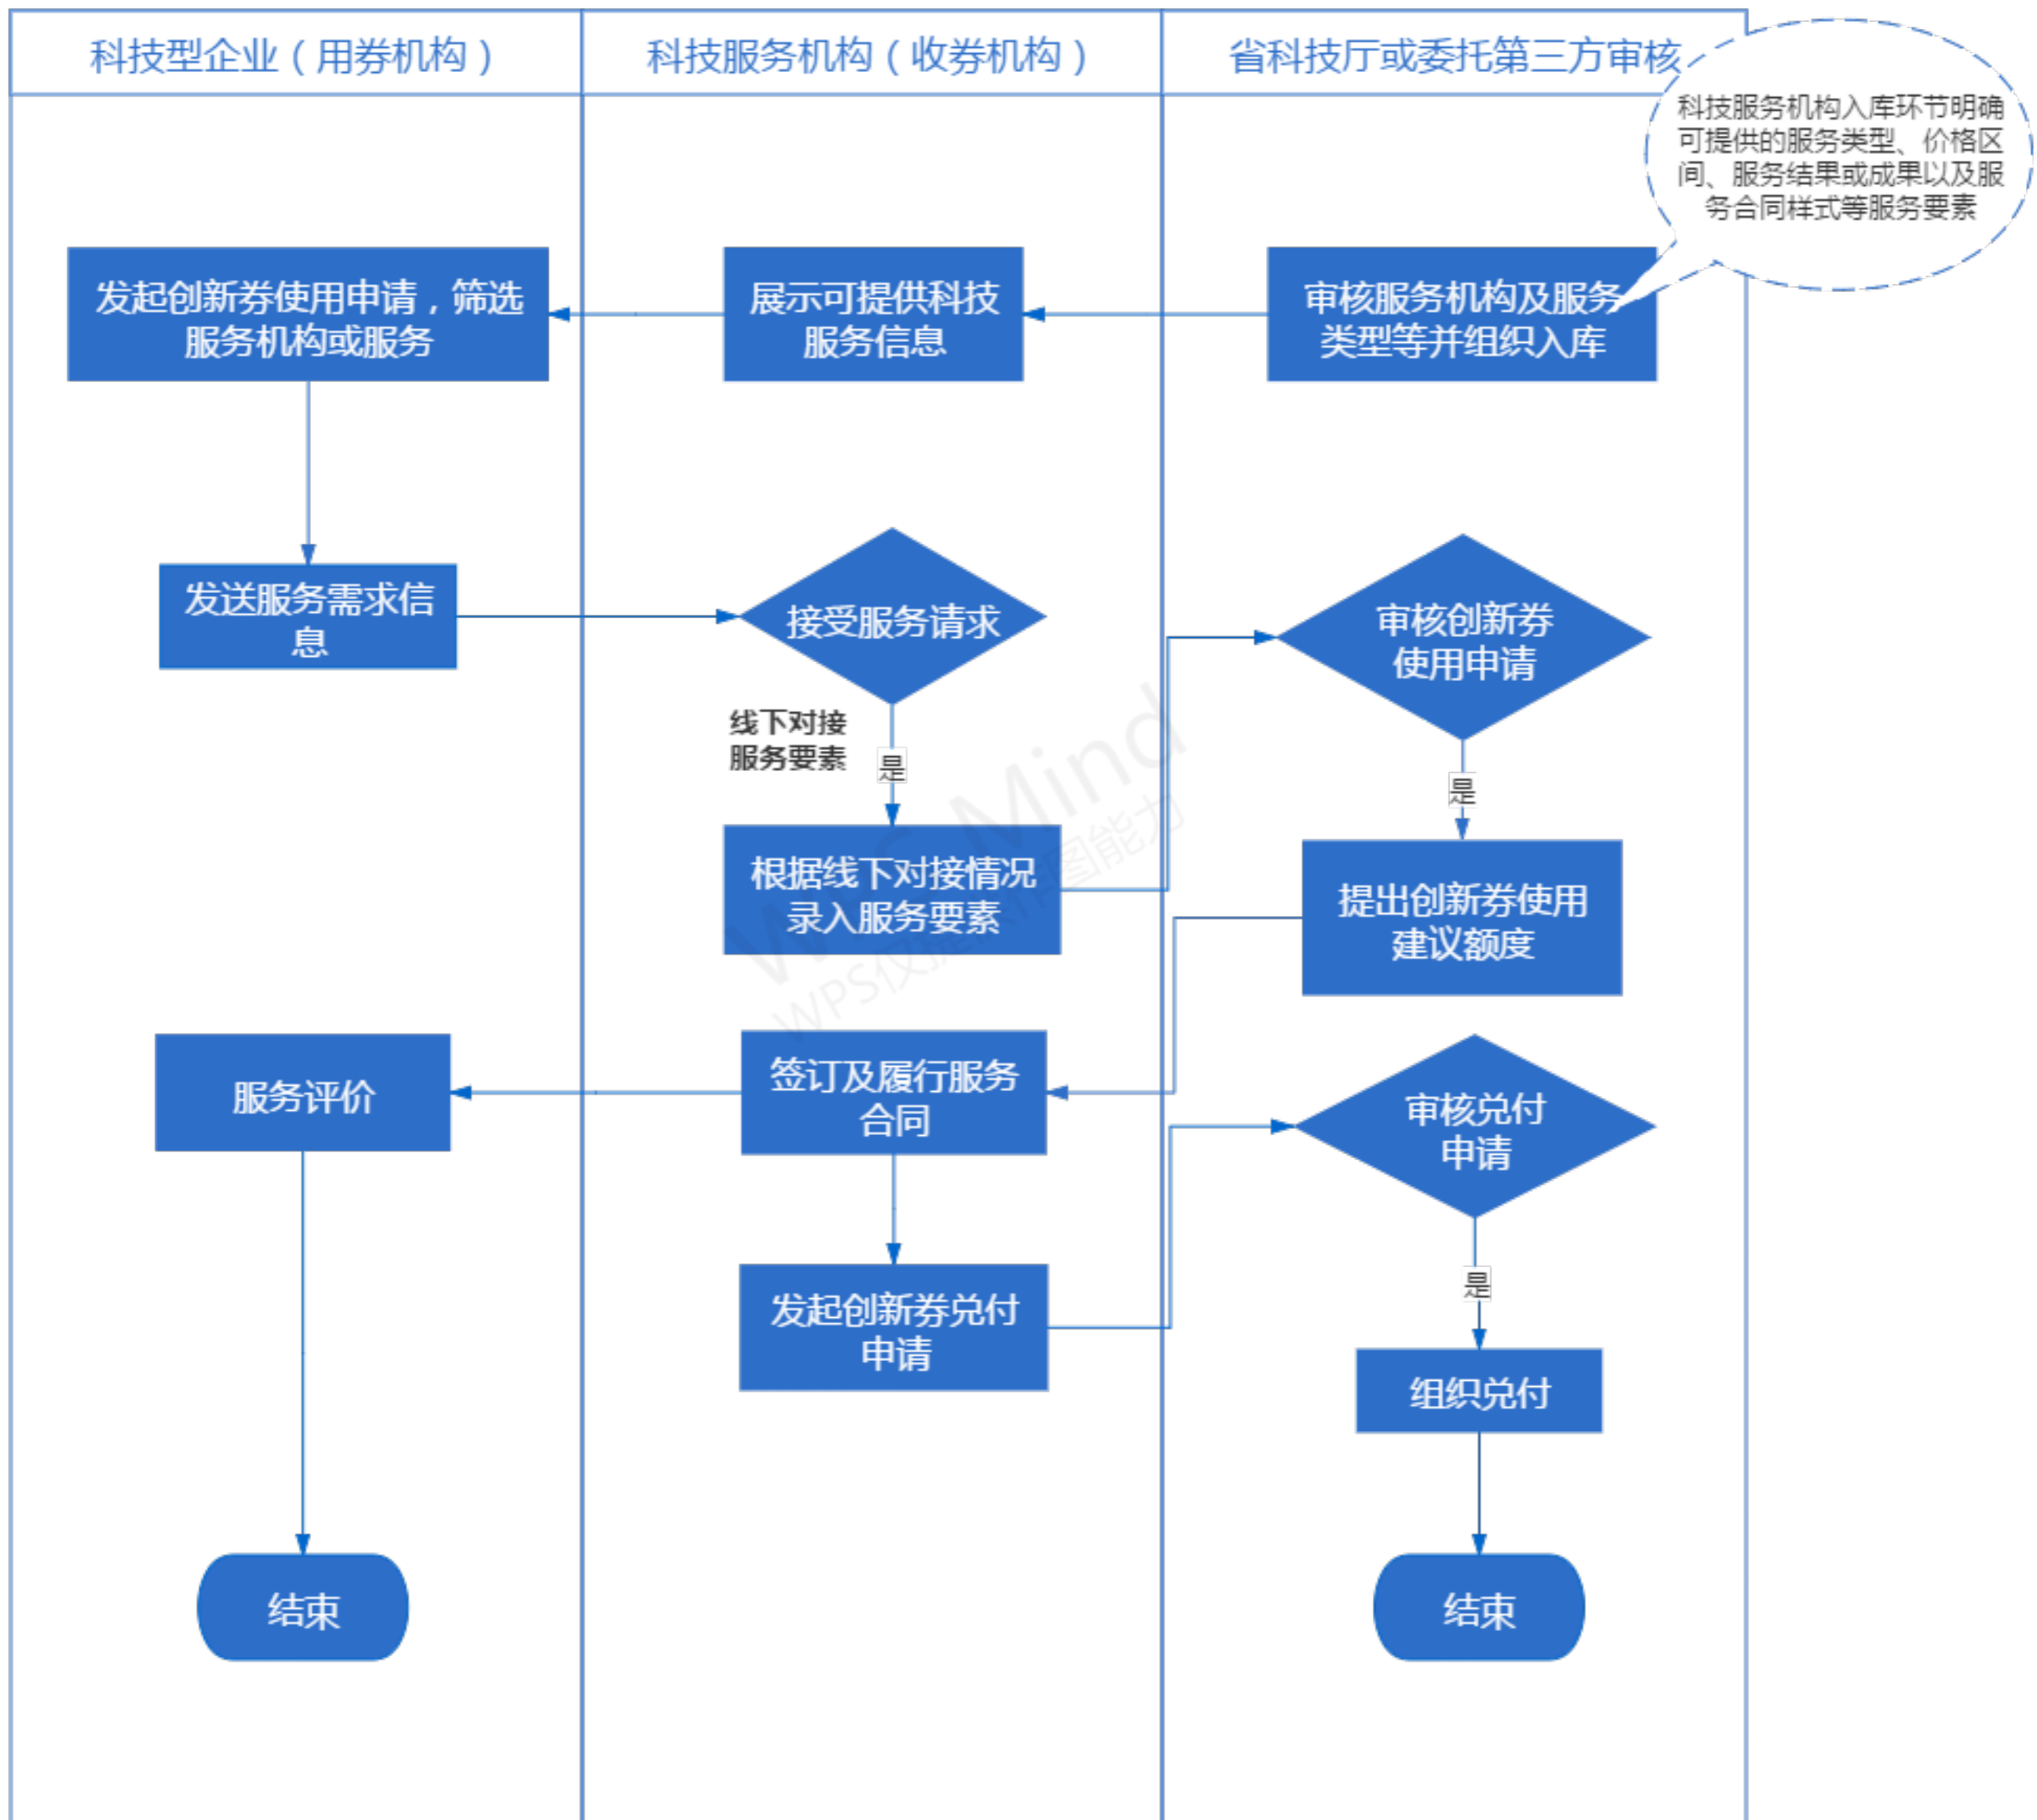 科技型企业（用券机构）
科技服务机构（收券机构）
省科技厅或委托第三方审核
科技服务机构入库环节明确
可提供的服务类型、价格区
间、服务结果或成果以及服
务合同样式等服务要素
发起创新券使用申请，筛选
服务机构或服务
展示可提供科技
服务信息
审核服务机构及服务
类型等并组织入库
发送服务需求信
息
接受服务请求
审核创新券
使用申请
线下对接
服务要素
是
是
根据线下对接情况
录入服务要素
提出创新券使用
建议额度
服务评价
签订及履行服务
合同
审核兑付
申请
是
发起创新券兑付
申请
组织兑付
结束
结束
WPS Mind